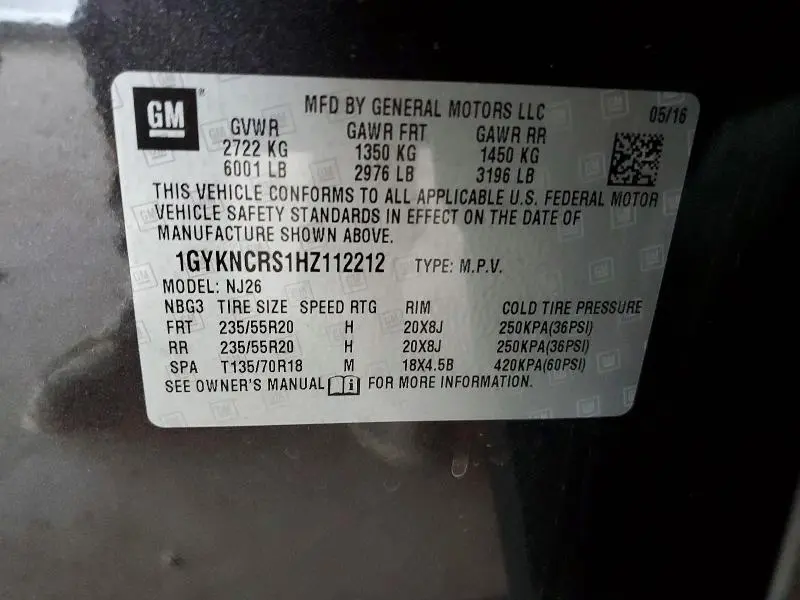 GM
MFD BY GENERAL MOTORS LLC 05/16
GVWR GAWR FRT GAWR RR
2722 KG 1350 KG 1450 KG
6001 LB 2976 LB 3196 LB
THIS VEHICLE CONFORMS TO ALL APPLICABLE U.S. FEDERAL MOTOR
VEHICLE SAFETY STANDARDS IN EFFECT ON THE DATE OF
MANUFACTURE SHOWN ABOVE.
1GYKNCRS1HZ112212 TYPE: M.P.V.
MODEL: NJ26
NBG3 TIRE SIZE SPEED RTG RIM COLD TIRE PRESSURE
FRT 235/55R20 H 20X8J 250KPA(36PSI)
RR 235/55R20 H 20X8J 250KPA(36PSI)
SPA T135/70R18 M 18X4.5B 420KPA(60PSI)
SEE OWNER'S MANUAL FOR MORE INFORMATION.